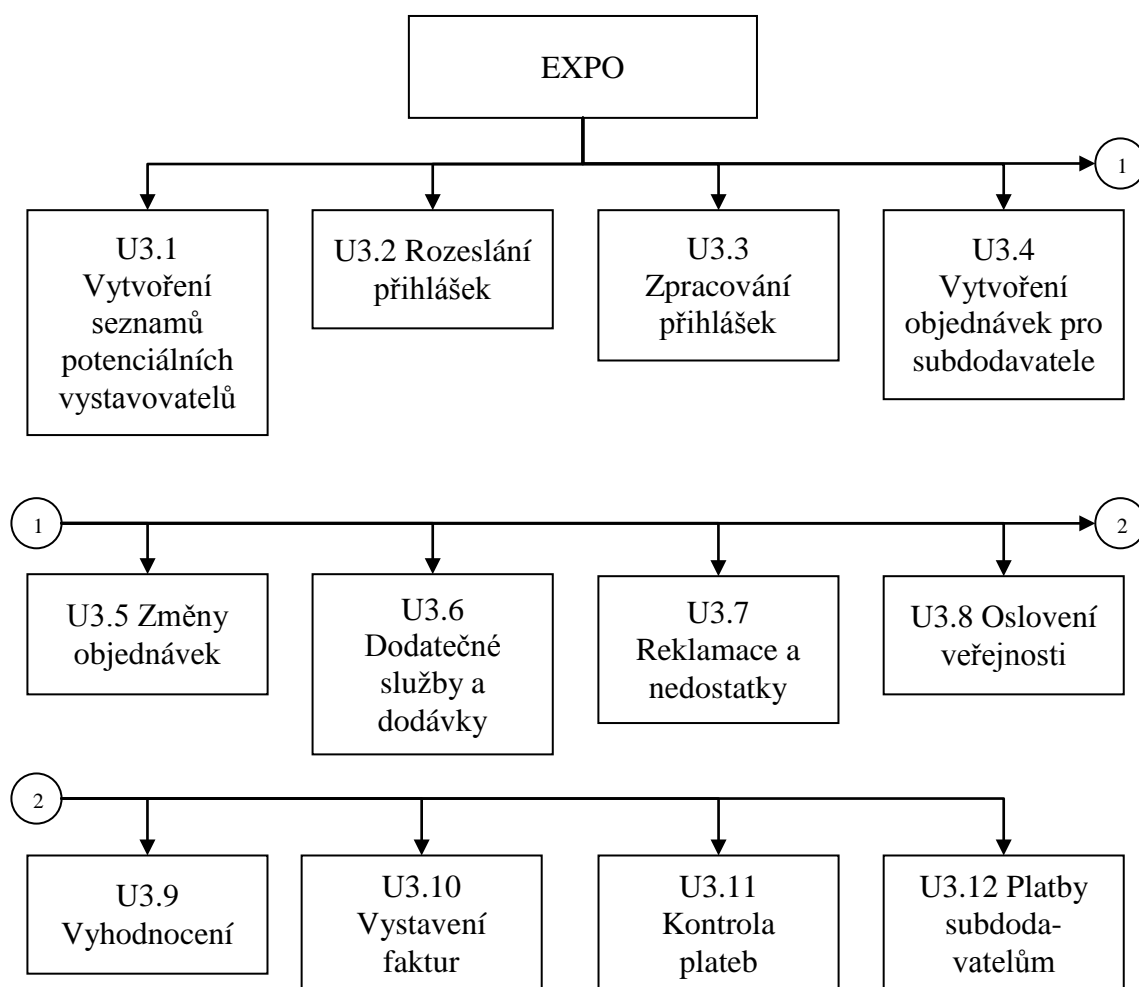 EXPO
1
U3.1
Vytvoření
seznamů
potenciálních
vystavovatelů
U3.2 Rozeslání
přihlášek
U3.3
Zpracování
přihlášek
U3.4
Vytvoření
objednávek pro
subdodavatele
1
2
U3.5 Změny
objednávek
U3.6
Dodatečné
služby a
dodávky
U3.7
Reklamace a
nedostatky
U3.8 Oslovení
veřejnosti
2
U3.9
Vyhodnocení
U3.10
Vystavení
faktur
U3.11
Kontrola
plateb
U3.12 Platby
subdoda-
vatelům